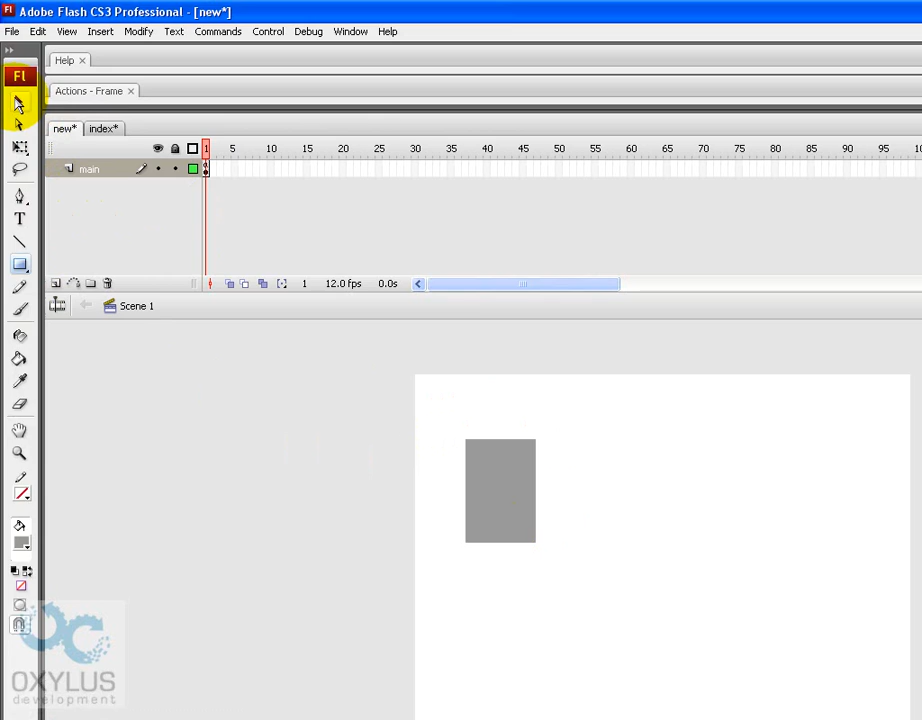 Adobe Flash CS3 Professional - [new*]
File Edit View Insert Modify Text Commands Control Debug Window Help
Help ×
Fl
Actions - Frame ×
new* index*
1 5 10 15 20 25 30 35 40 45 50 55 60 65 70 75 80 85 90 95 10
main
T
1 12.0 fps 0.0s
Scene 1
OXYLUS
development